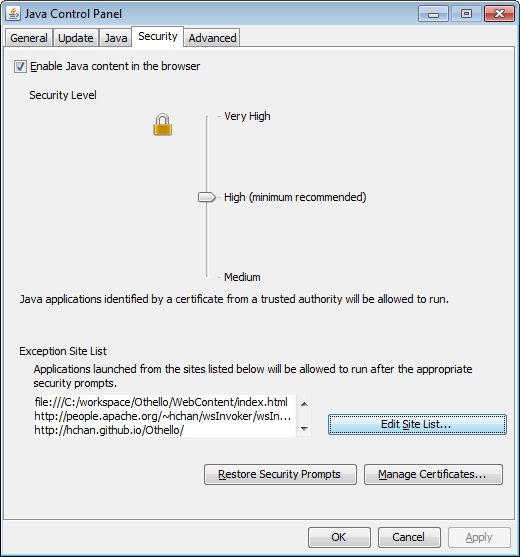 Java Control Panel
General Update Java Security Advanced
Enable Java content in the browser
Security Level
Very High
High (minimum recommended)
Medium
Java applications identified by a certificate from a trusted authority will be allowed to run.
Exception Site List
Applications launched from the sites listed below will be allowed to run after the appropriate
security prompts.
file:///C:/workspace/Othello/WebContent/index.html
http://people.apache.org/~hchan/wsInvoker/wsIn...
http://hchan.github.io/Othello/
Edit Site List...
Restore Security Prompts Manage Certificates...
OK Cancel Apply